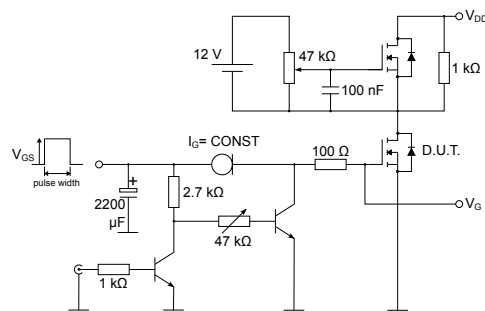 V_DD
12 V
47 kΩ
1 kΩ
100 nF
I_G= CONST
V_GS
100 Ω
D.U.T.
pulse width
+
2.7 kΩ
2200
μF
V_G
47 kΩ
1 kΩ